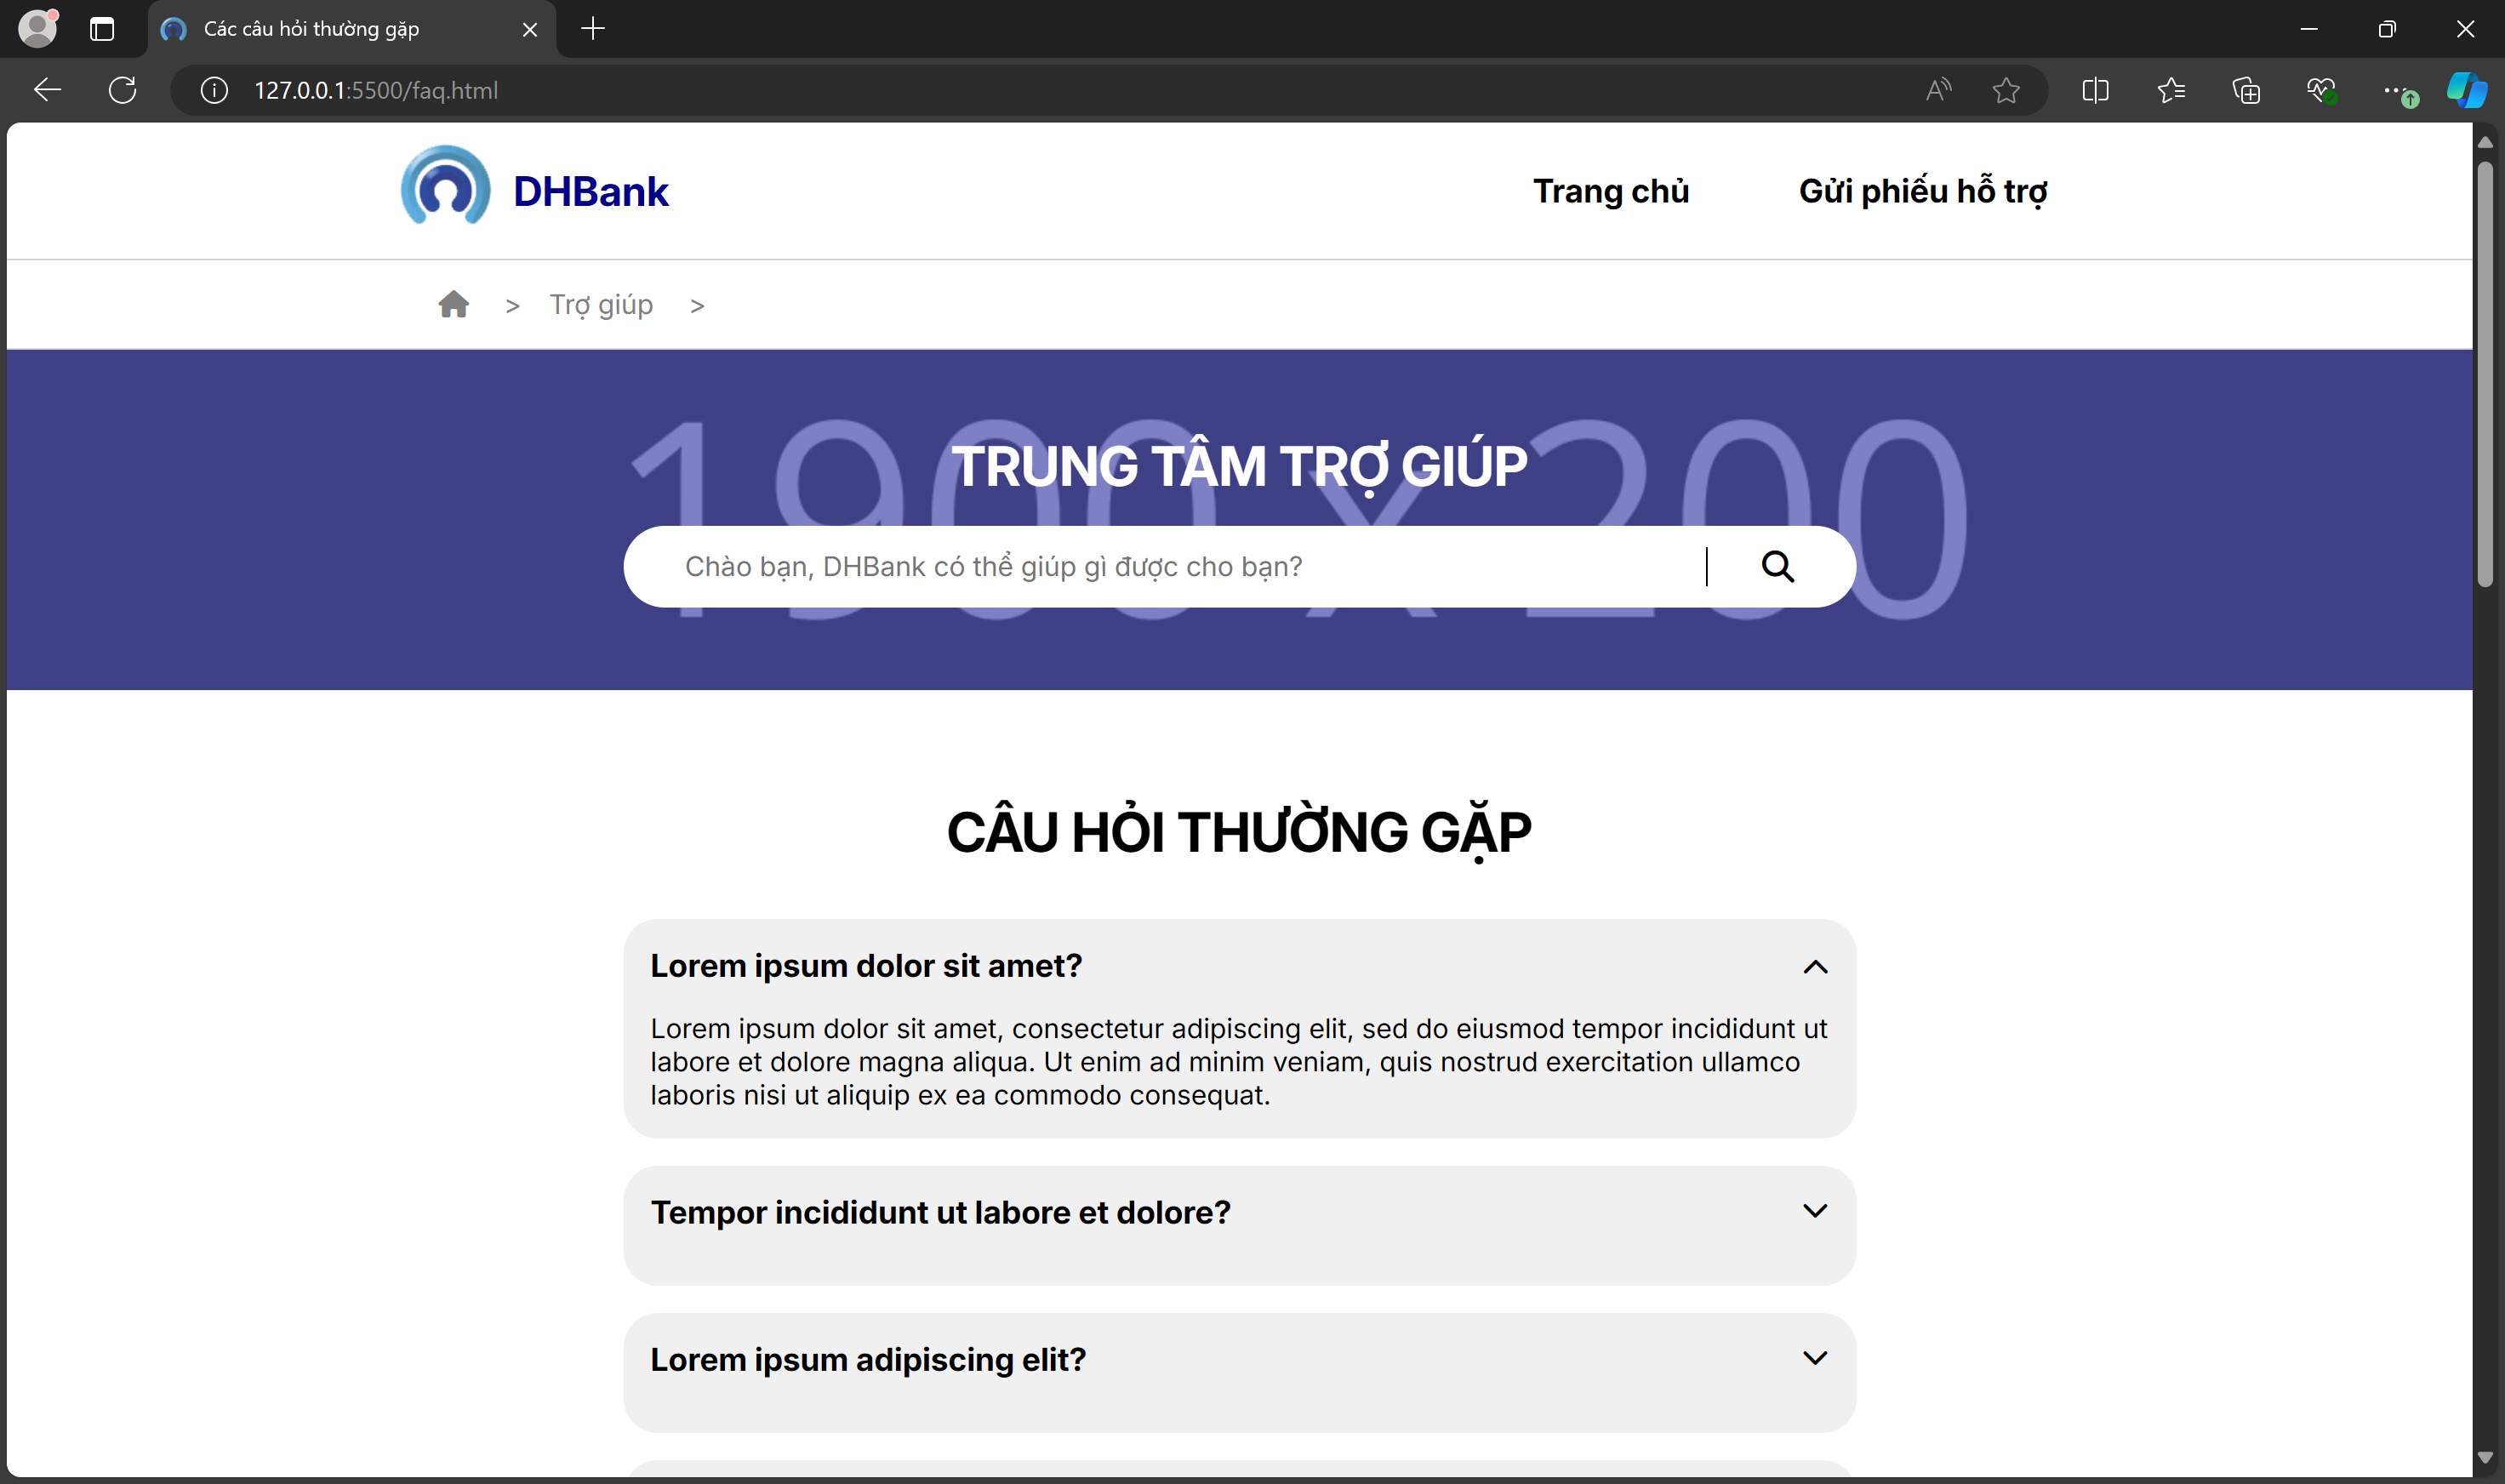 Các câu hỏi thường gặp
127.0.0.1:5500/faq.html
DHBank
Trang chủ
Gửi phiếu hỗ trợ
> Trợ giúp >
1900 x 200
TRUNG TÂM TRỢ GIÚP
Chào bạn, DHBank có thể giúp gì được cho bạn?
CÂU HỎI THƯỜNG GẶP
Lorem ipsum dolor sit amet?
Lorem ipsum dolor sit amet, consectetur adipiscing elit, sed do eiusmod tempor incididunt ut
labore et dolore magna aliqua. Ut enim ad minim veniam, quis nostrud exercitation ullamco
laboris nisi ut aliquip ex ea commodo consequat.
Tempor incididunt ut labore et dolore?
Lorem ipsum adipiscing elit?